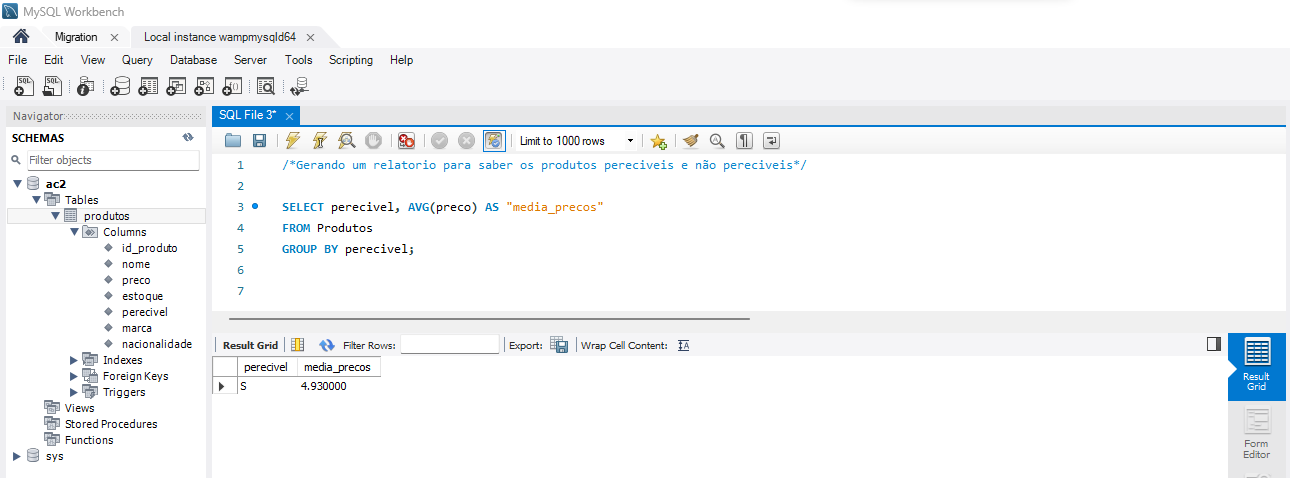 MySQL Workbench
Migration
Local instance wampmysqld64
File Edit View Query Database Server Tools Scripting Help
Navigator
SCHEMAS
Filter objects
ac2
Tables
produtos
Columns
id_produto
nome
preco
estoque
perecivel
marca
nacionalidade
Indexes
Foreign Keys
Triggers
Views
Stored Procedures
Functions
sys
SQL File 3*
Limit to 1000 rows
1 /*Gerando um relatorio para saber os produtos pereciveis e não pereciveis*/
2
3 SELECT perecivel, AVG(preco) AS "media_precos"
4 FROM Produtos
5 GROUP BY perecivel;
6
7
Result Grid Filter Rows: Export: Wrap Cell Content:
perecivel media_precos
S 4.930000
Result
Grid
Form
Editor